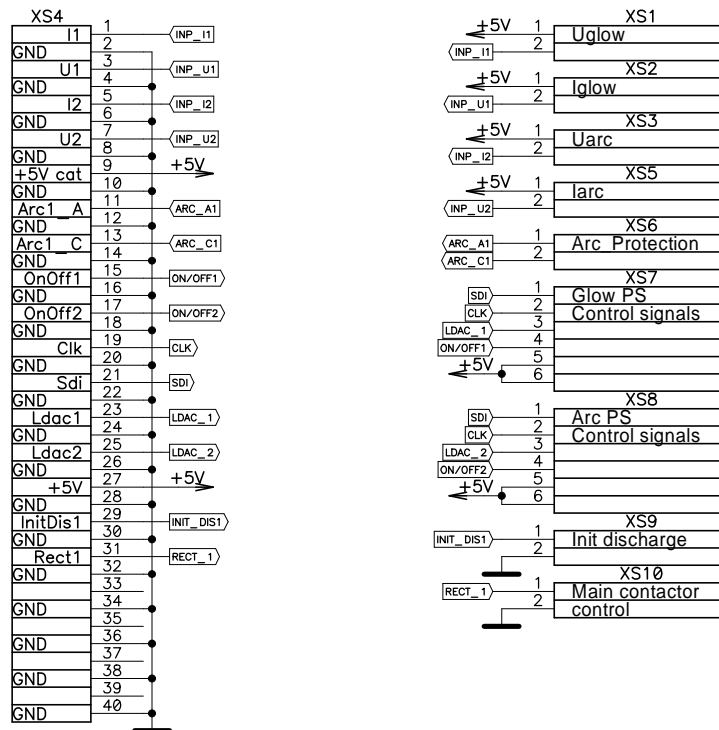 XS4
I1 1 INP_I1
GND 2
U1 3 INP_U1
GND 4
I2 5 INP_I2
GND 6
U2 7 INP_U2
GND 8
+5V cat 9 +5V
GND 10
Arc1_A 11 ARC_A1
GND 12
Arc1_C 13 ARC_C1
GND 14
OnOff1 15 ON/OFF1
GND 16
OnOff2 17 ON/OFF2
GND 18
Clk 19 CLK
GND 20
Sdi 21 SDI
GND 22
Ldac1 23 LDAC_1
GND 24
Ldac2 25 LDAC_2
GND 26
+5V 27 +5V
GND 28
InitDis1 29 INIT_DIS1
GND 30
Rect1 31 RECT_1
GND 32
33
GND 34
35
GND 36
37
GND 38
39
GND 40
XS1
+5V 1 Uglow
INP_I1 2
XS2
+5V 1 Iglow
INP_U1 2
XS3
+5V 1 Uarc
INP_I2 2
XS5
+5V 1 Iarc
INP_U2 2
XS6
ARC_A1 1 Arc_Protection
ARC_C1 2
XS7
SDI 1 Glow PS
CLK 2 Control signals
LDAC_1 3
ON/OFF1 4
+5V 5
6
XS8
SDI 1 Arc PS
CLK 2 Control signals
LDAC_2 3
ON/OFF2 4
+5V 5
6
XS9
INIT_DIS1 1 Init discharge
2
XS10
RECT_1 1 Main contactor
2 control